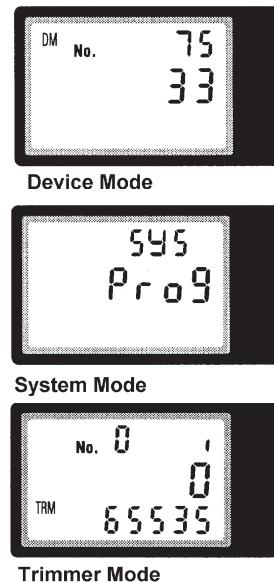 DM No. 75
33
Device Mode
SYS
Prog
System Mode
No. 0 1
0
TRM 65535
Trimmer Mode